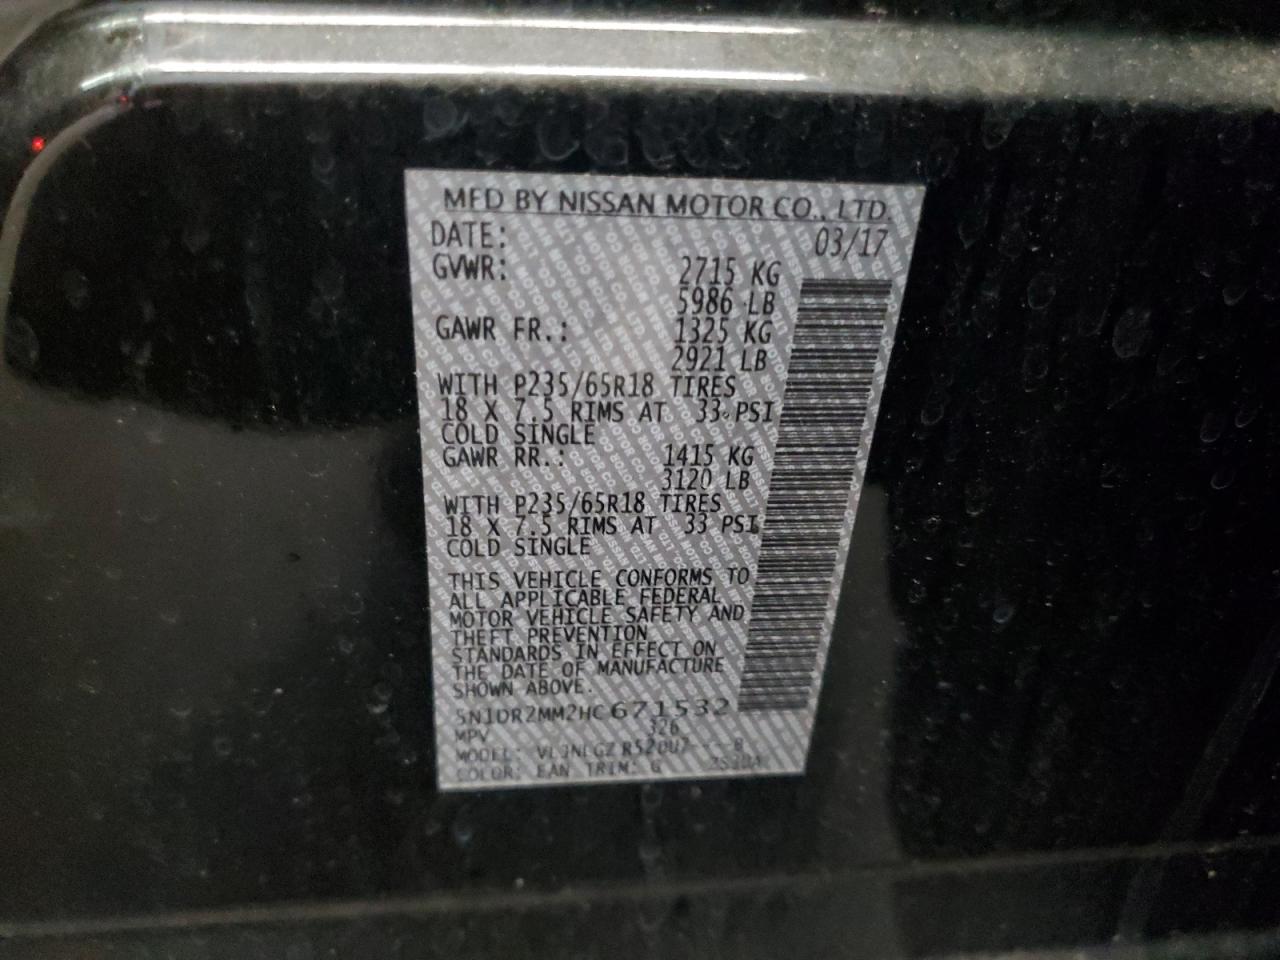 MFD BY NISSAN MOTOR CO., LTD.
DATE: 03/17
GVWR: 2715 KG
5986 LB
GAWR FR.: 1325 KG
2921 LB
WITH P235/65R18 TIRES
18 X 7.5 RIMS AT 33 PSI
COLD SINGLE
GAWR RR.: 1415 KG
3120 LB
WITH P235/65R18 TIRES
18 X 7.5 RIMS AT 33 PSI
COLD SINGLE
THIS VEHICLE CONFORMS TO
ALL APPLICABLE FEDERAL
MOTOR VEHICLE SAFETY AND
THEFT PREVENTION
STANDARDS IN EFFECT ON
THE DATE OF MANUFACTURE
SHOWN ABOVE.
5N1DR2MM2HC671532
MPV 326
MODEL:
COLOR: TRIM: G